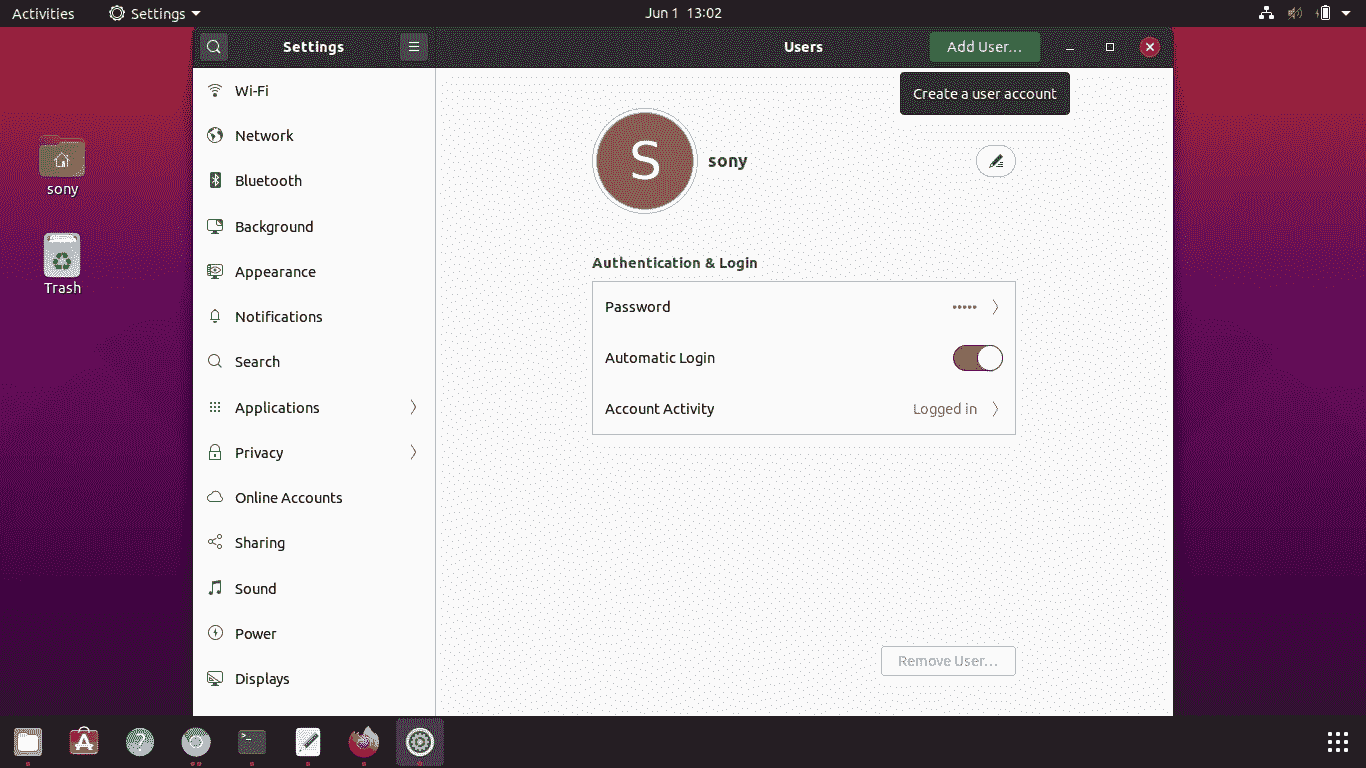 Activities
Settings
Jun 1 13:02
Settings
Users
Add User...
Create a user account
Wi-Fi
Network
Bluetooth
Background
Appearance
Notifications
Search
Applications
Privacy
Online Accounts
Sharing
Sound
Power
Displays
S
sony
Authentication & Login
Password
•••••
Automatic Login
Account Activity
Logged in
Remove User...
sony
Trash